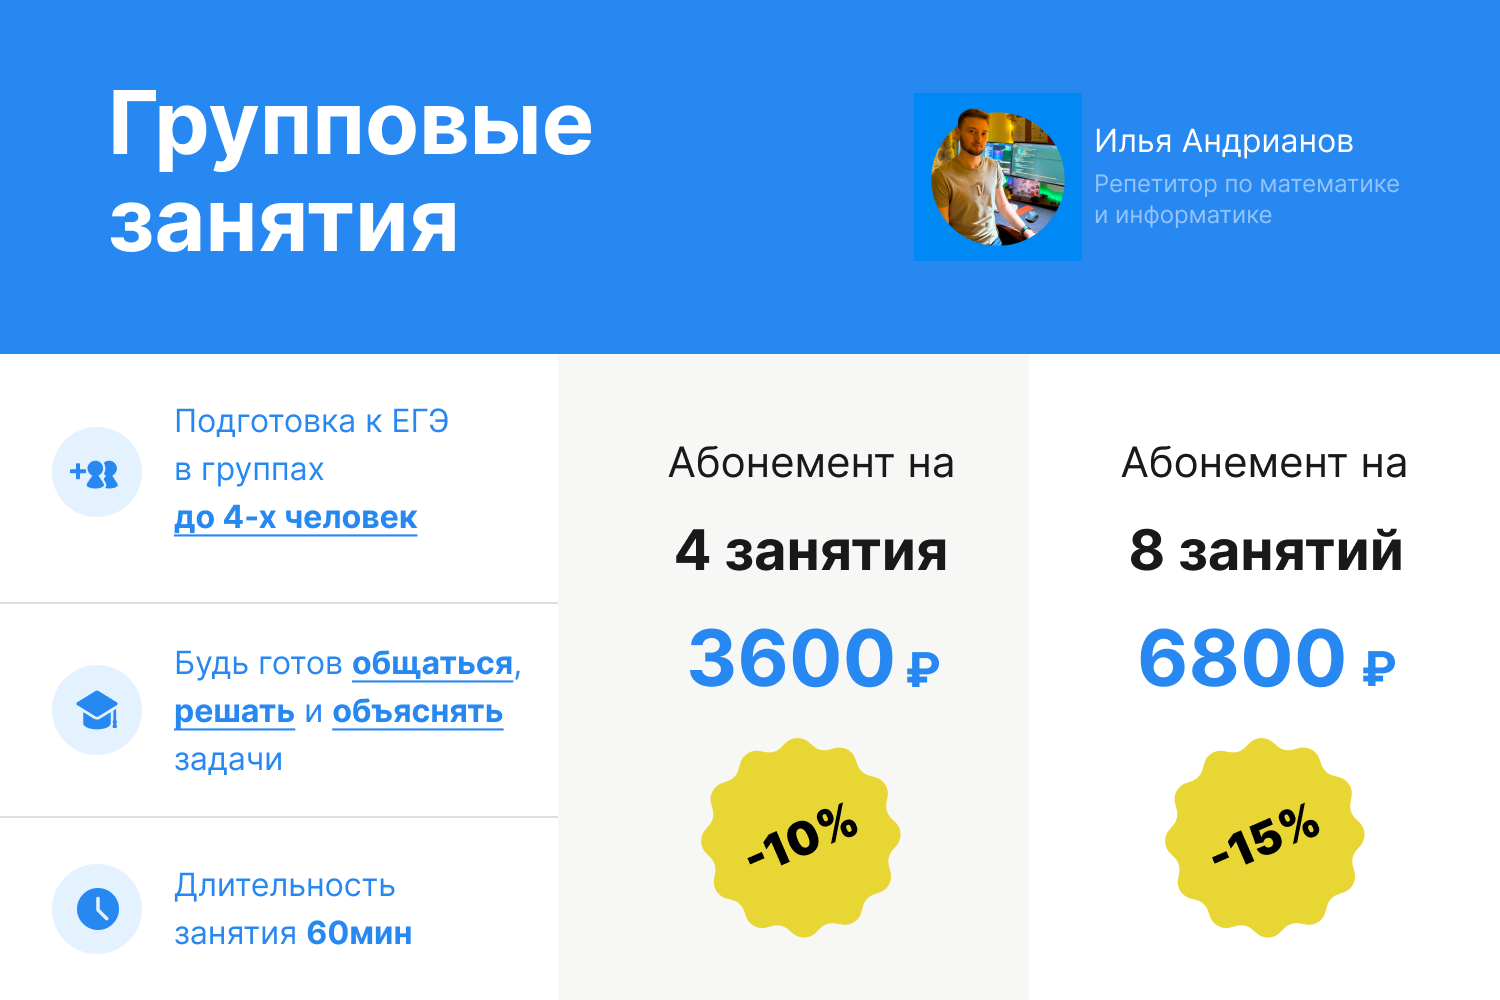 Групповые
занятия
Илья Андрианов
Репетитор по математике
и информатике
Подготовка к ЕГЭ
в группах
до 4-х человек
Будь готов общаться,
решать и объяснять
задачи
Длительность
занятия 60мин
Абонемент на
4 занятия
3600 ₽
-10%
Абонемент на
8 занятий
6800 ₽
-15%